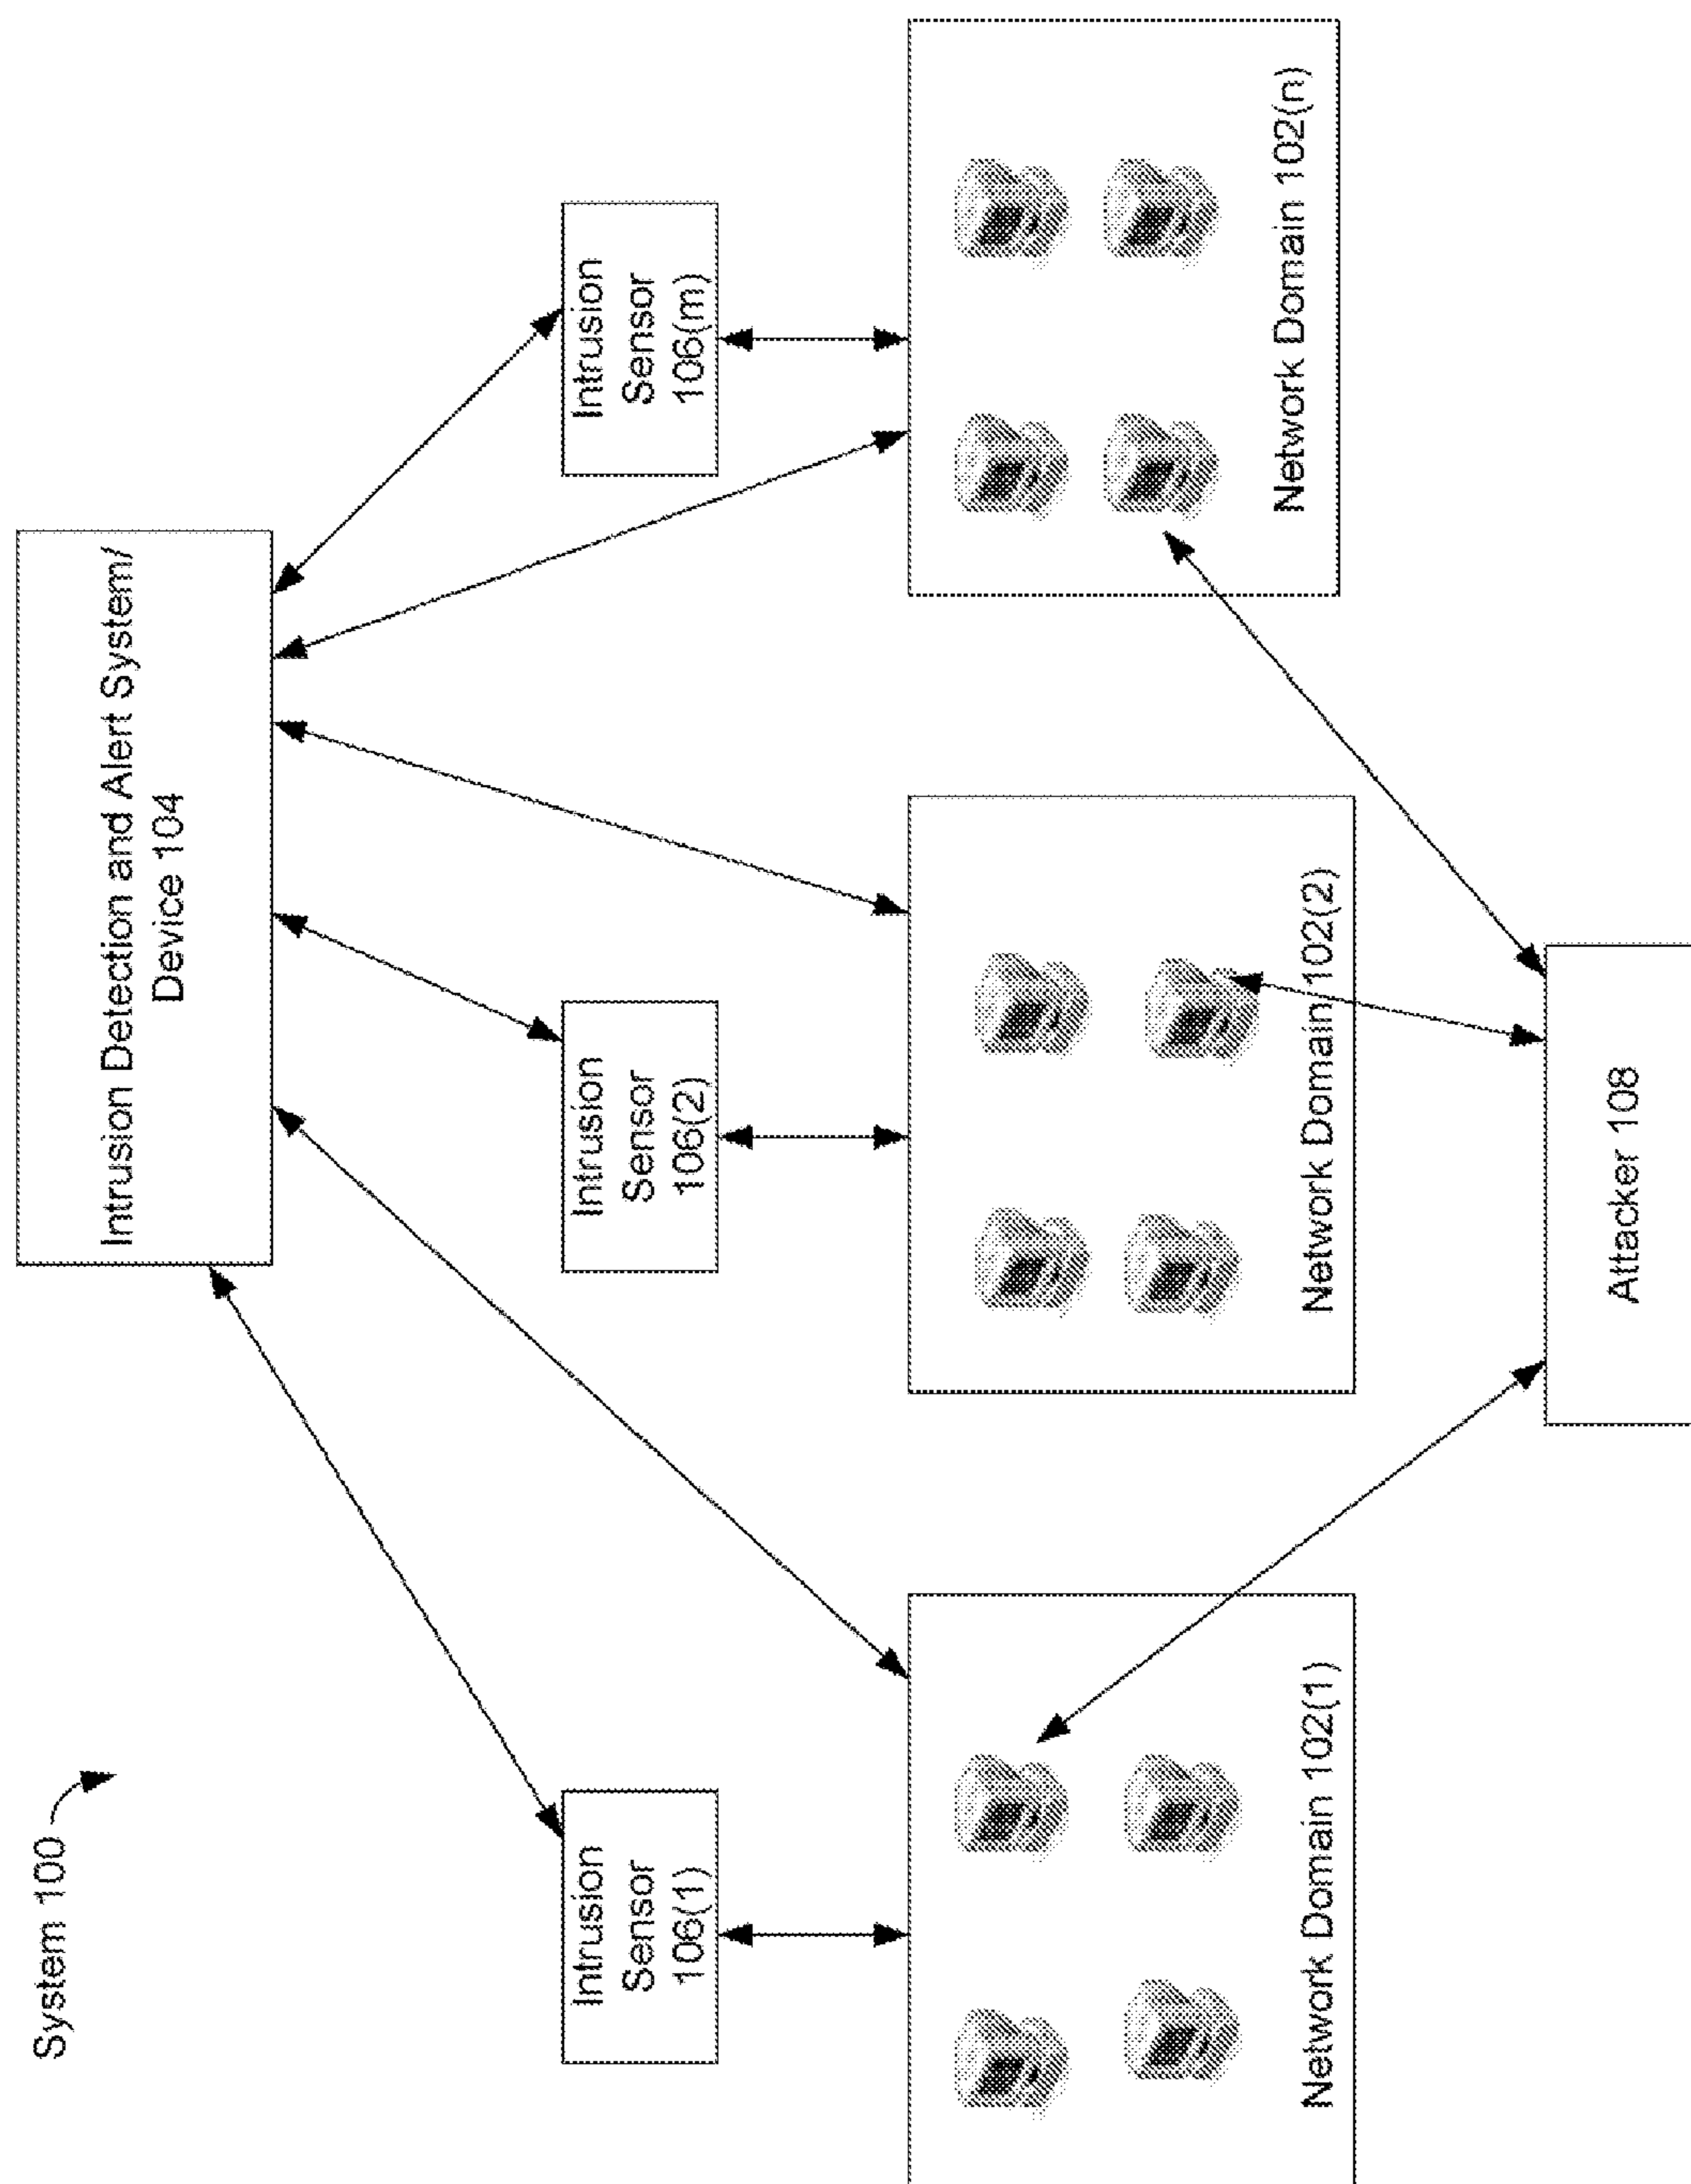 System 100
Intrusion Detection and Alert System/
Device 104
Intrusion
Sensor
106(1)
Intrusion
Sensor
106(2)
Intrusion
Sensor
106(m)
Network Domain 102(1)
Network Domain 102(2)
Network Domain 102(n)
Attacker 108